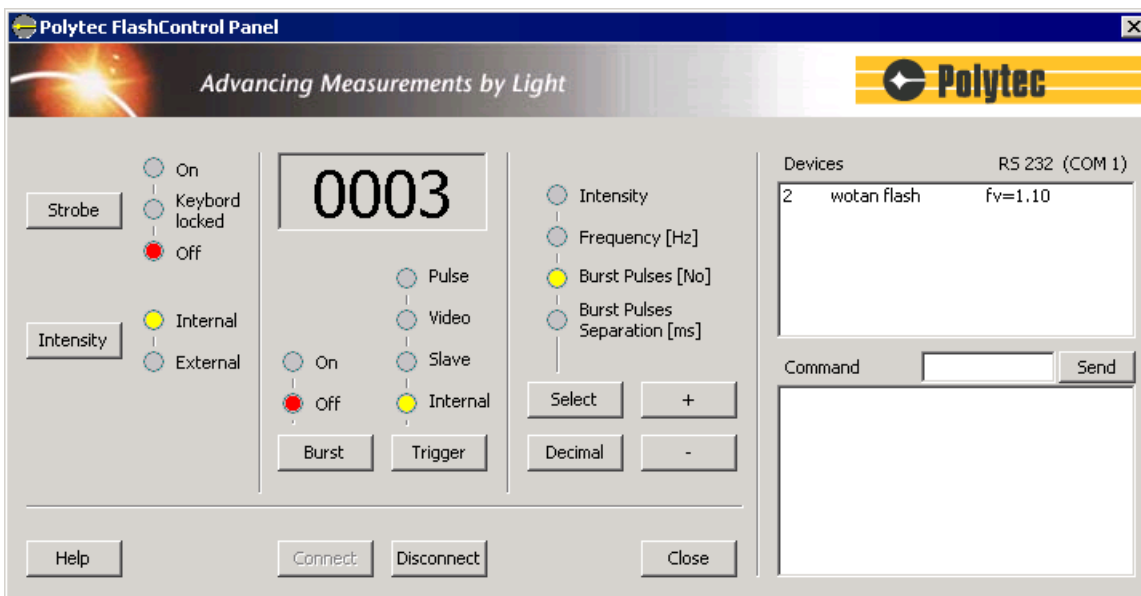 Polytec FlashControl Panel
Advancing Measurements by Light
Polytec
Strobe
On
Keybord
locked
Off
Intensity
Internal
External
0003
Pulse
Video
Slave
Internal
On
Off
Burst
Trigger
Intensity
Frequency [Hz]
Burst Pulses [No]
Burst Pulses
Separation [ms]
Select
+
Decimal
-
Devices RS 232 (COM 1)
2 wotan flash fv=1.10
Command
Send
Help
Connect
Disconnect
Close